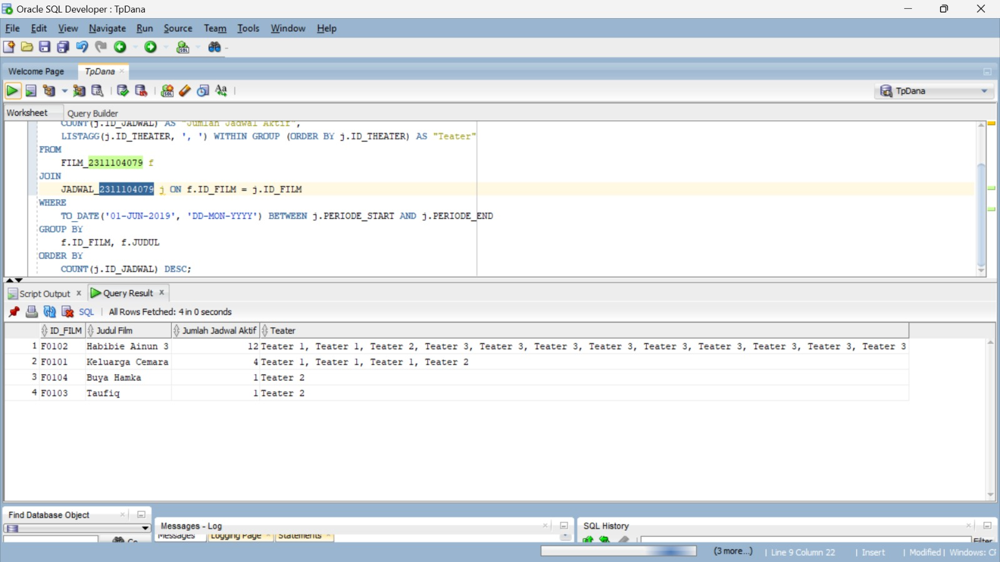 Oracle SQL Developer : TpDana
File Edit View Navigate Run Source Team Tools Window Help
Welcome Page TpDana
TpDana
Worksheet Query Builder
COUNT(j.ID_JADWAL) AS "Jumlah Jadwal Aktif",
LISTAGG(j.ID_THEATER, ', ') WITHIN GROUP (ORDER BY j.ID_THEATER) AS "Teater"
FROM
FILM_2311104079 f
JOIN
JADWAL_2311104079 j ON f.ID_FILM = j.ID_FILM
WHERE
TO_DATE('01-JUN-2019', 'DD-MON-YYYY') BETWEEN j.PERIODE_START AND j.PERIODE_END
GROUP BY
f.ID_FILM, f.JUDUL
ORDER BY
COUNT(j.ID_JADWAL) DESC;
Script Output Query Result
SQL All Rows Fetched: 4 in 0 seconds
ID_FILM Judul Film Jumlah Jadwal Aktif Teater
1 F0102 Habibie Ainun 3 12 Teater 1, Teater 1, Teater 2, Teater 3, Teater 3, Teater 3, Teater 3, Teater 3, Teater 3, Teater 3, Teater 3, Teater 3
2 F0101 Keluarga Cemara 4 Teater 1, Teater 1, Teater 1, Teater 2
3 F0104 Buya Hamka 1 Teater 2
4 F0103 Taufiq 1 Teater 2
Find Database Object
Messages - Log
SQL History
Messages Logging Page Statements
Go
Filter
(3 more...) | Line 9 Column 22 | Insert | Modified | Windows: CR